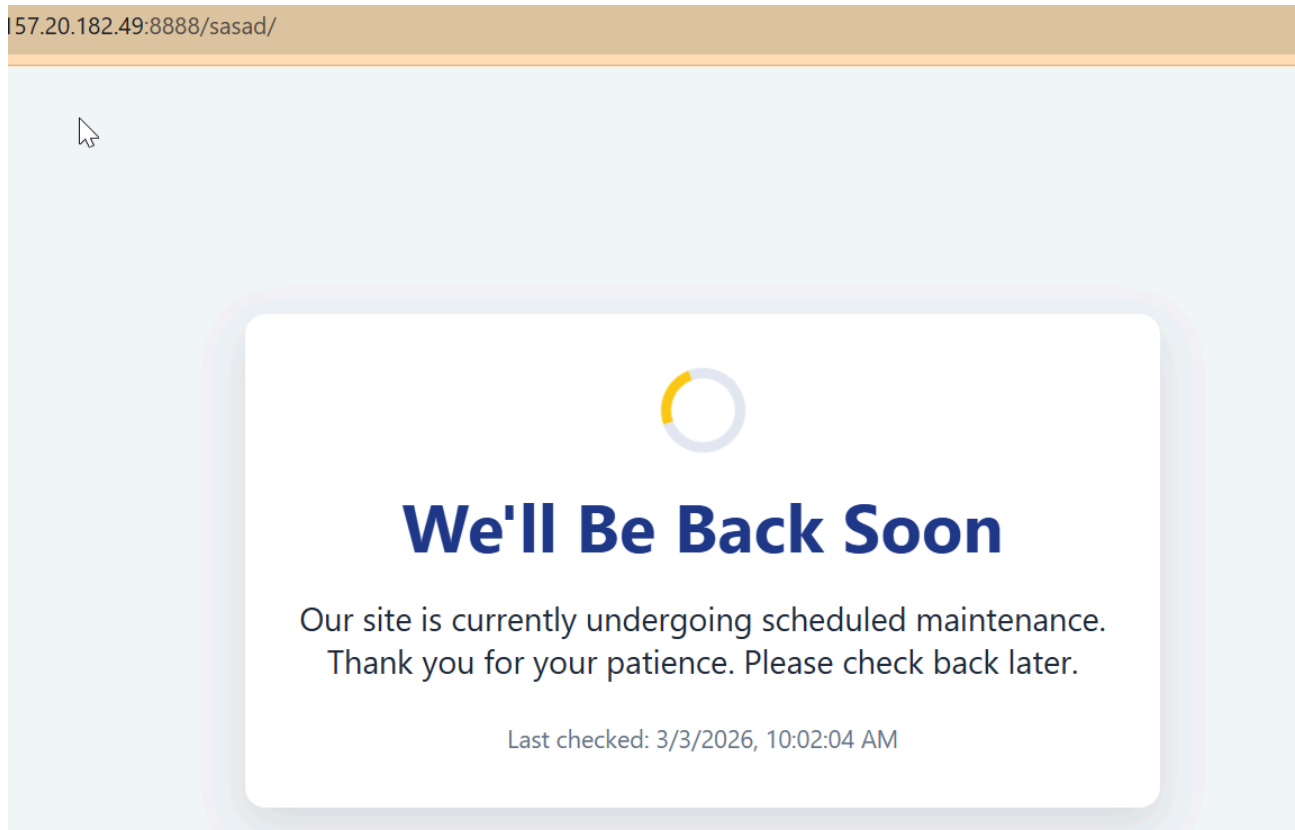 157.20.182.49:8888/sasad/
We'll Be Back Soon
Our site is currently undergoing scheduled maintenance.
Thank you for your patience. Please check back later.
Last checked: 3/3/2026, 10:02:04 AM